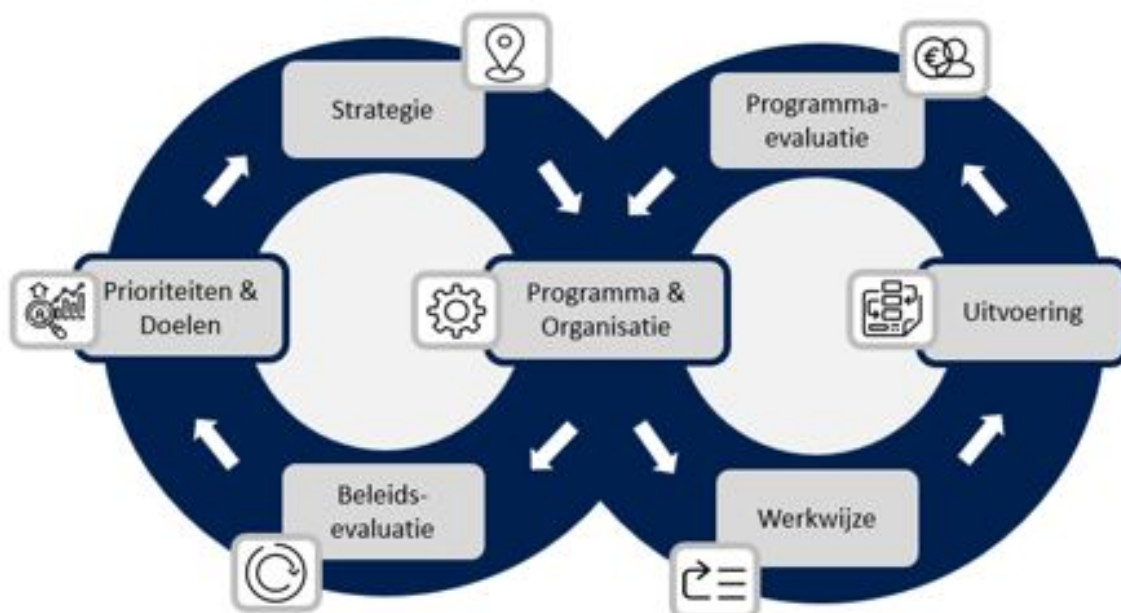 Strategie
Programma-
evaluatie
Prioriteiten &
Doelen
Programma &
Organisatie
Uitvoering
Beleids-
evaluatie
Werkwijze